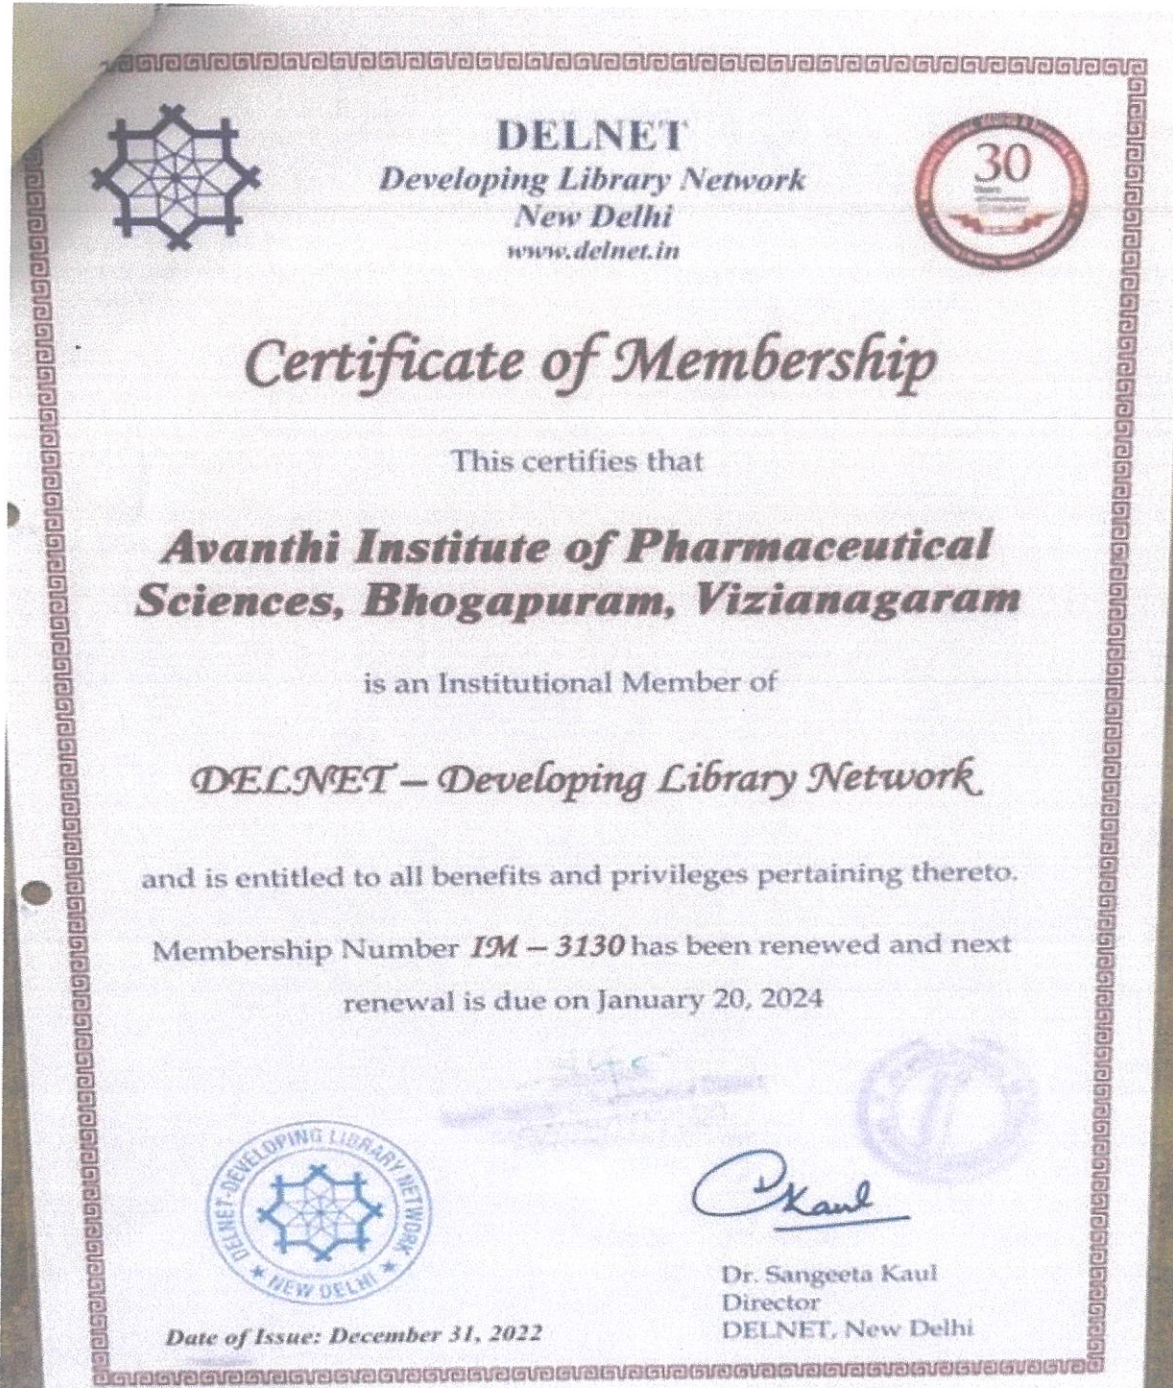 DELNET
Developing Library Network
New Delhi
www.delnet.in
30
Years
Certificate of Membership
This certifies that
Avanthi Institute of Pharmaceutical
Sciences, Bhogapuram, Vizianagaram
is an Institutional Member of
DELNET – Developing Library Network
and is entitled to all benefits and privileges pertaining thereto.
Membership Number IM – 3130 has been renewed and next
renewal is due on January 20, 2024
DELNET-DEVELOPING LIBRARY NETWORK
★ NEW DELHI ★
Kaul
Dr. Sangeeta Kaul
Director
DELNET, New Delhi
Date of Issue: December 31, 2022